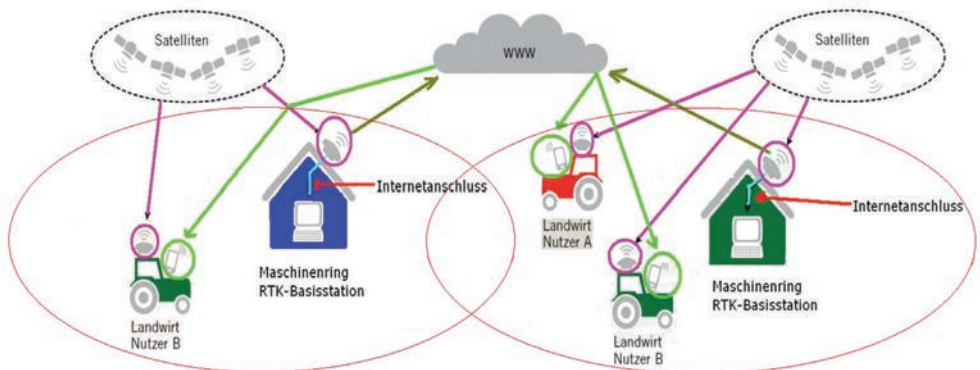 Satelliten
WWW
Satelliten
Internetanschluss
Internetanschluss
Landwirt
Nutzer A
Maschinenring
RTK-Basisstation
Maschinenring
RTK-Basisstation
Landwirt
Nutzer B
Landwirt
Nutzer B